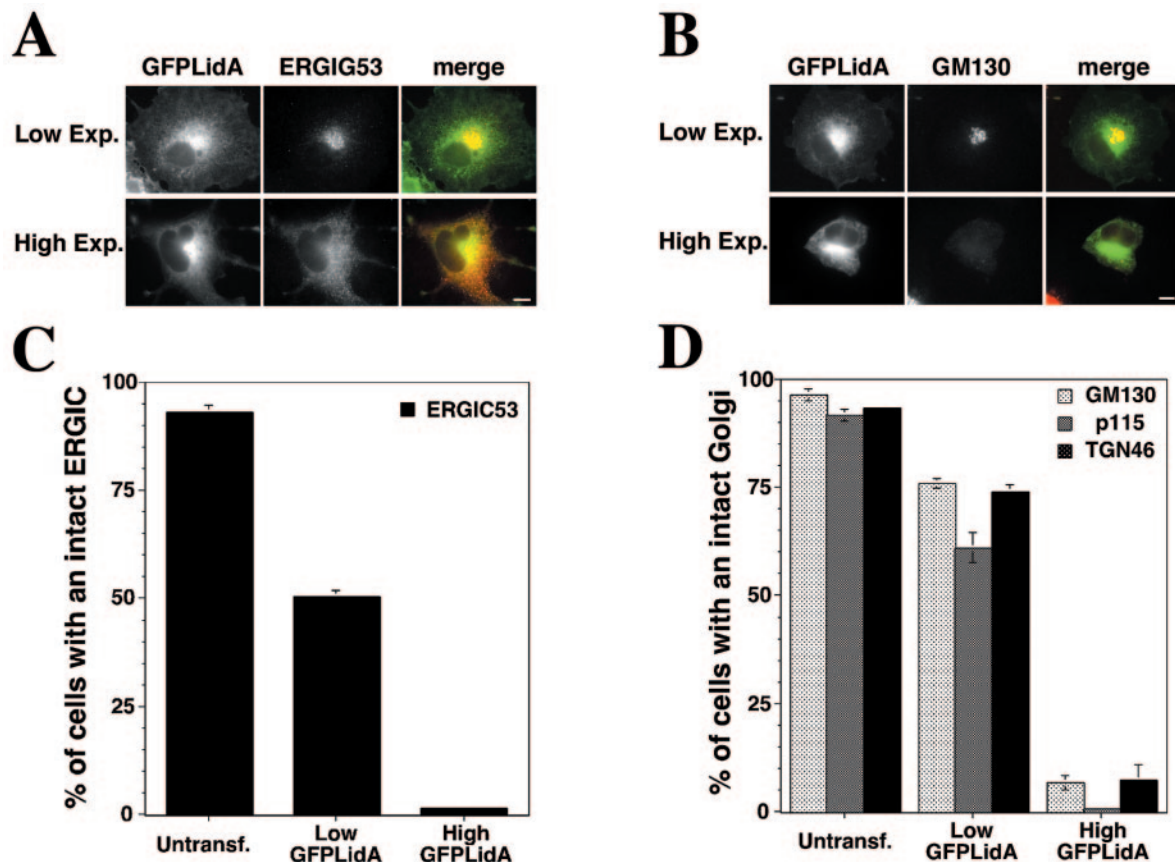 A
GFPLidA ERGIG53 merge
Low Exp.
High Exp.
B
GFPLidA GM130 merge
Low Exp.
High Exp.
C
% of cells with an intact ERGIC
100
75
50
25
0
ERGIC53
Untransf.
Low GFPLidA
High GFPLidA
D
% of cells with an intact Golgi
100
75
50
25
0
GM130
p115
TGN46
Untransf.
Low GFPLidA
High GFPLidA